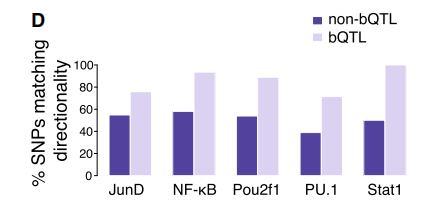 D
non-bQTL
bQTL
% SNPs matching
directionality
100
80
60
40
20
0
JunD NF-κB Pou2f1 PU.1 Stat1